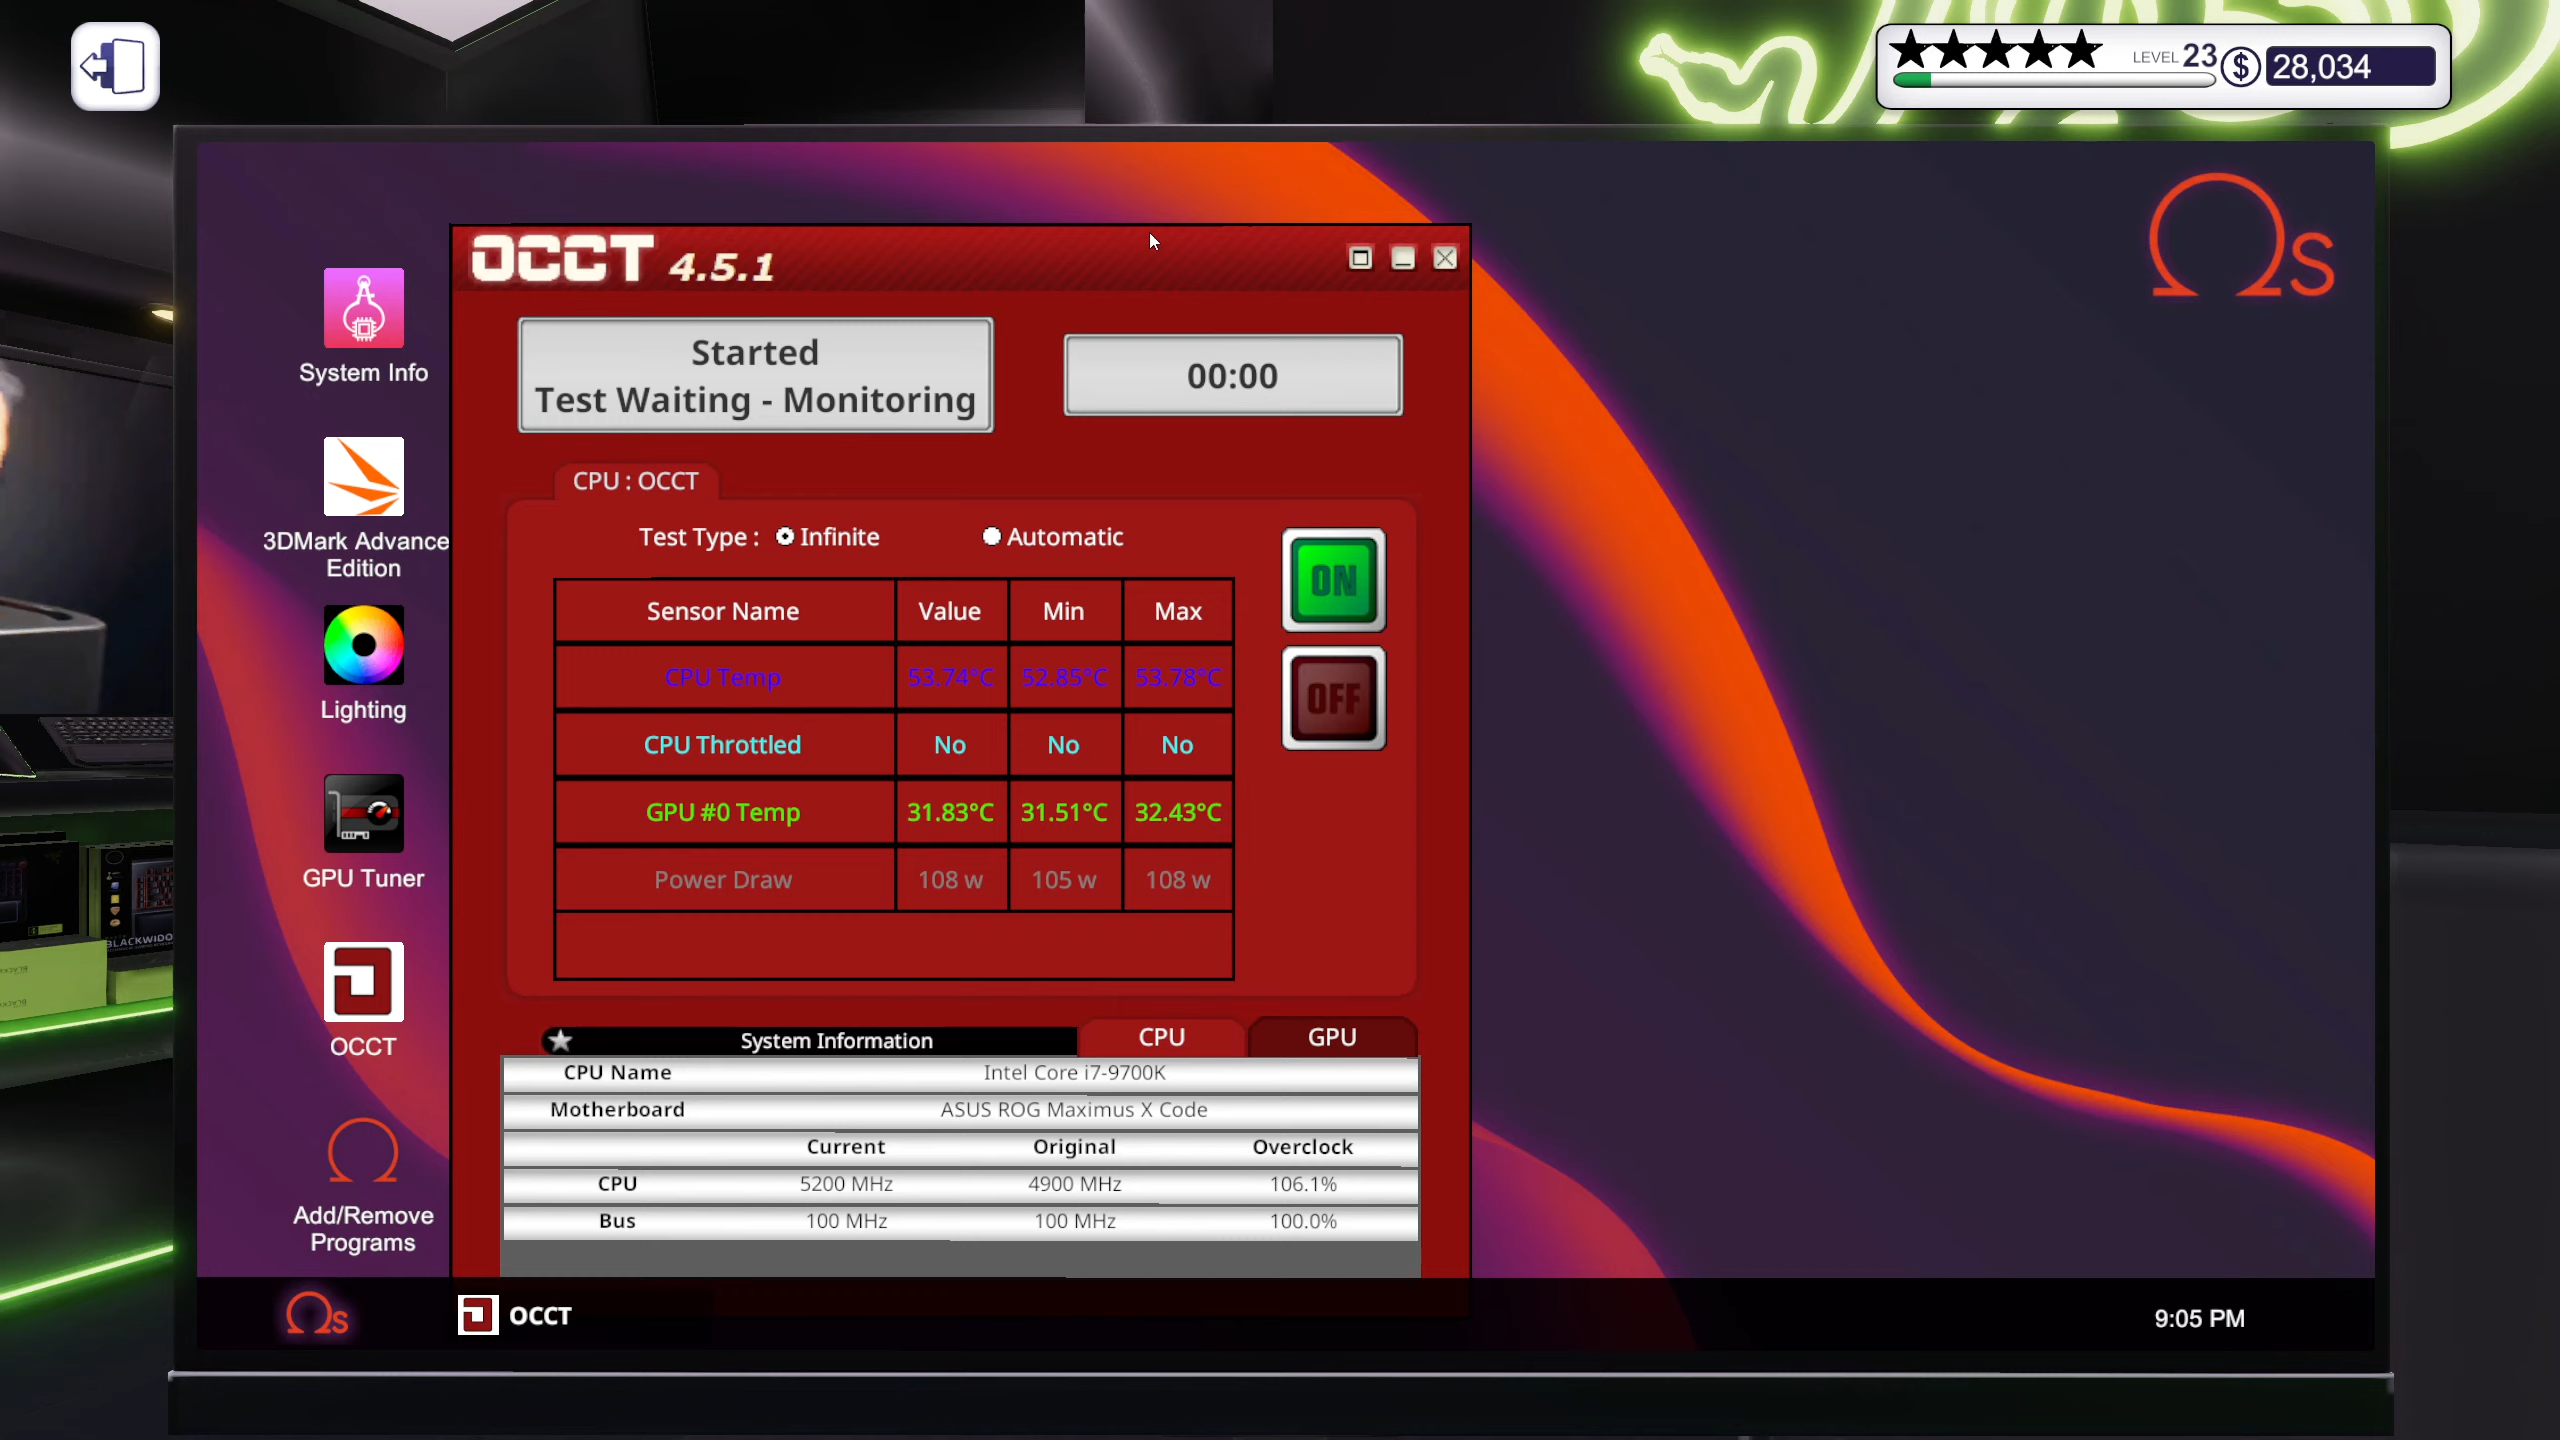 LEVEL 23
$ 28,034
Ωs
OCCT 4.5.1
Started
Test Waiting - Monitoring
00:00
System Info
3DMark Advance
Edition
Lighting
GPU Tuner
OCCT
Add/Remove
Programs
CPU : OCCT
Test Type : Infinite Automatic
ON
OFF
Sensor Name Value Min Max
CPU Temp 53.74°C 52.85°C 53.78°C
CPU Throttled No No No
GPU #0 Temp 31.83°C 31.51°C 32.43°C
Power Draw 108 w 105 w 108 w
System Information CPU GPU
CPU Name Intel Core i7-9700K
Motherboard ASUS ROG Maximus X Code
Current Original Overclock
CPU 5200 MHz 4900 MHz 106.1%
Bus 100 MHz 100 MHz 100.0%
BLACKWIDO
Ωs
OCCT
9:05 PM